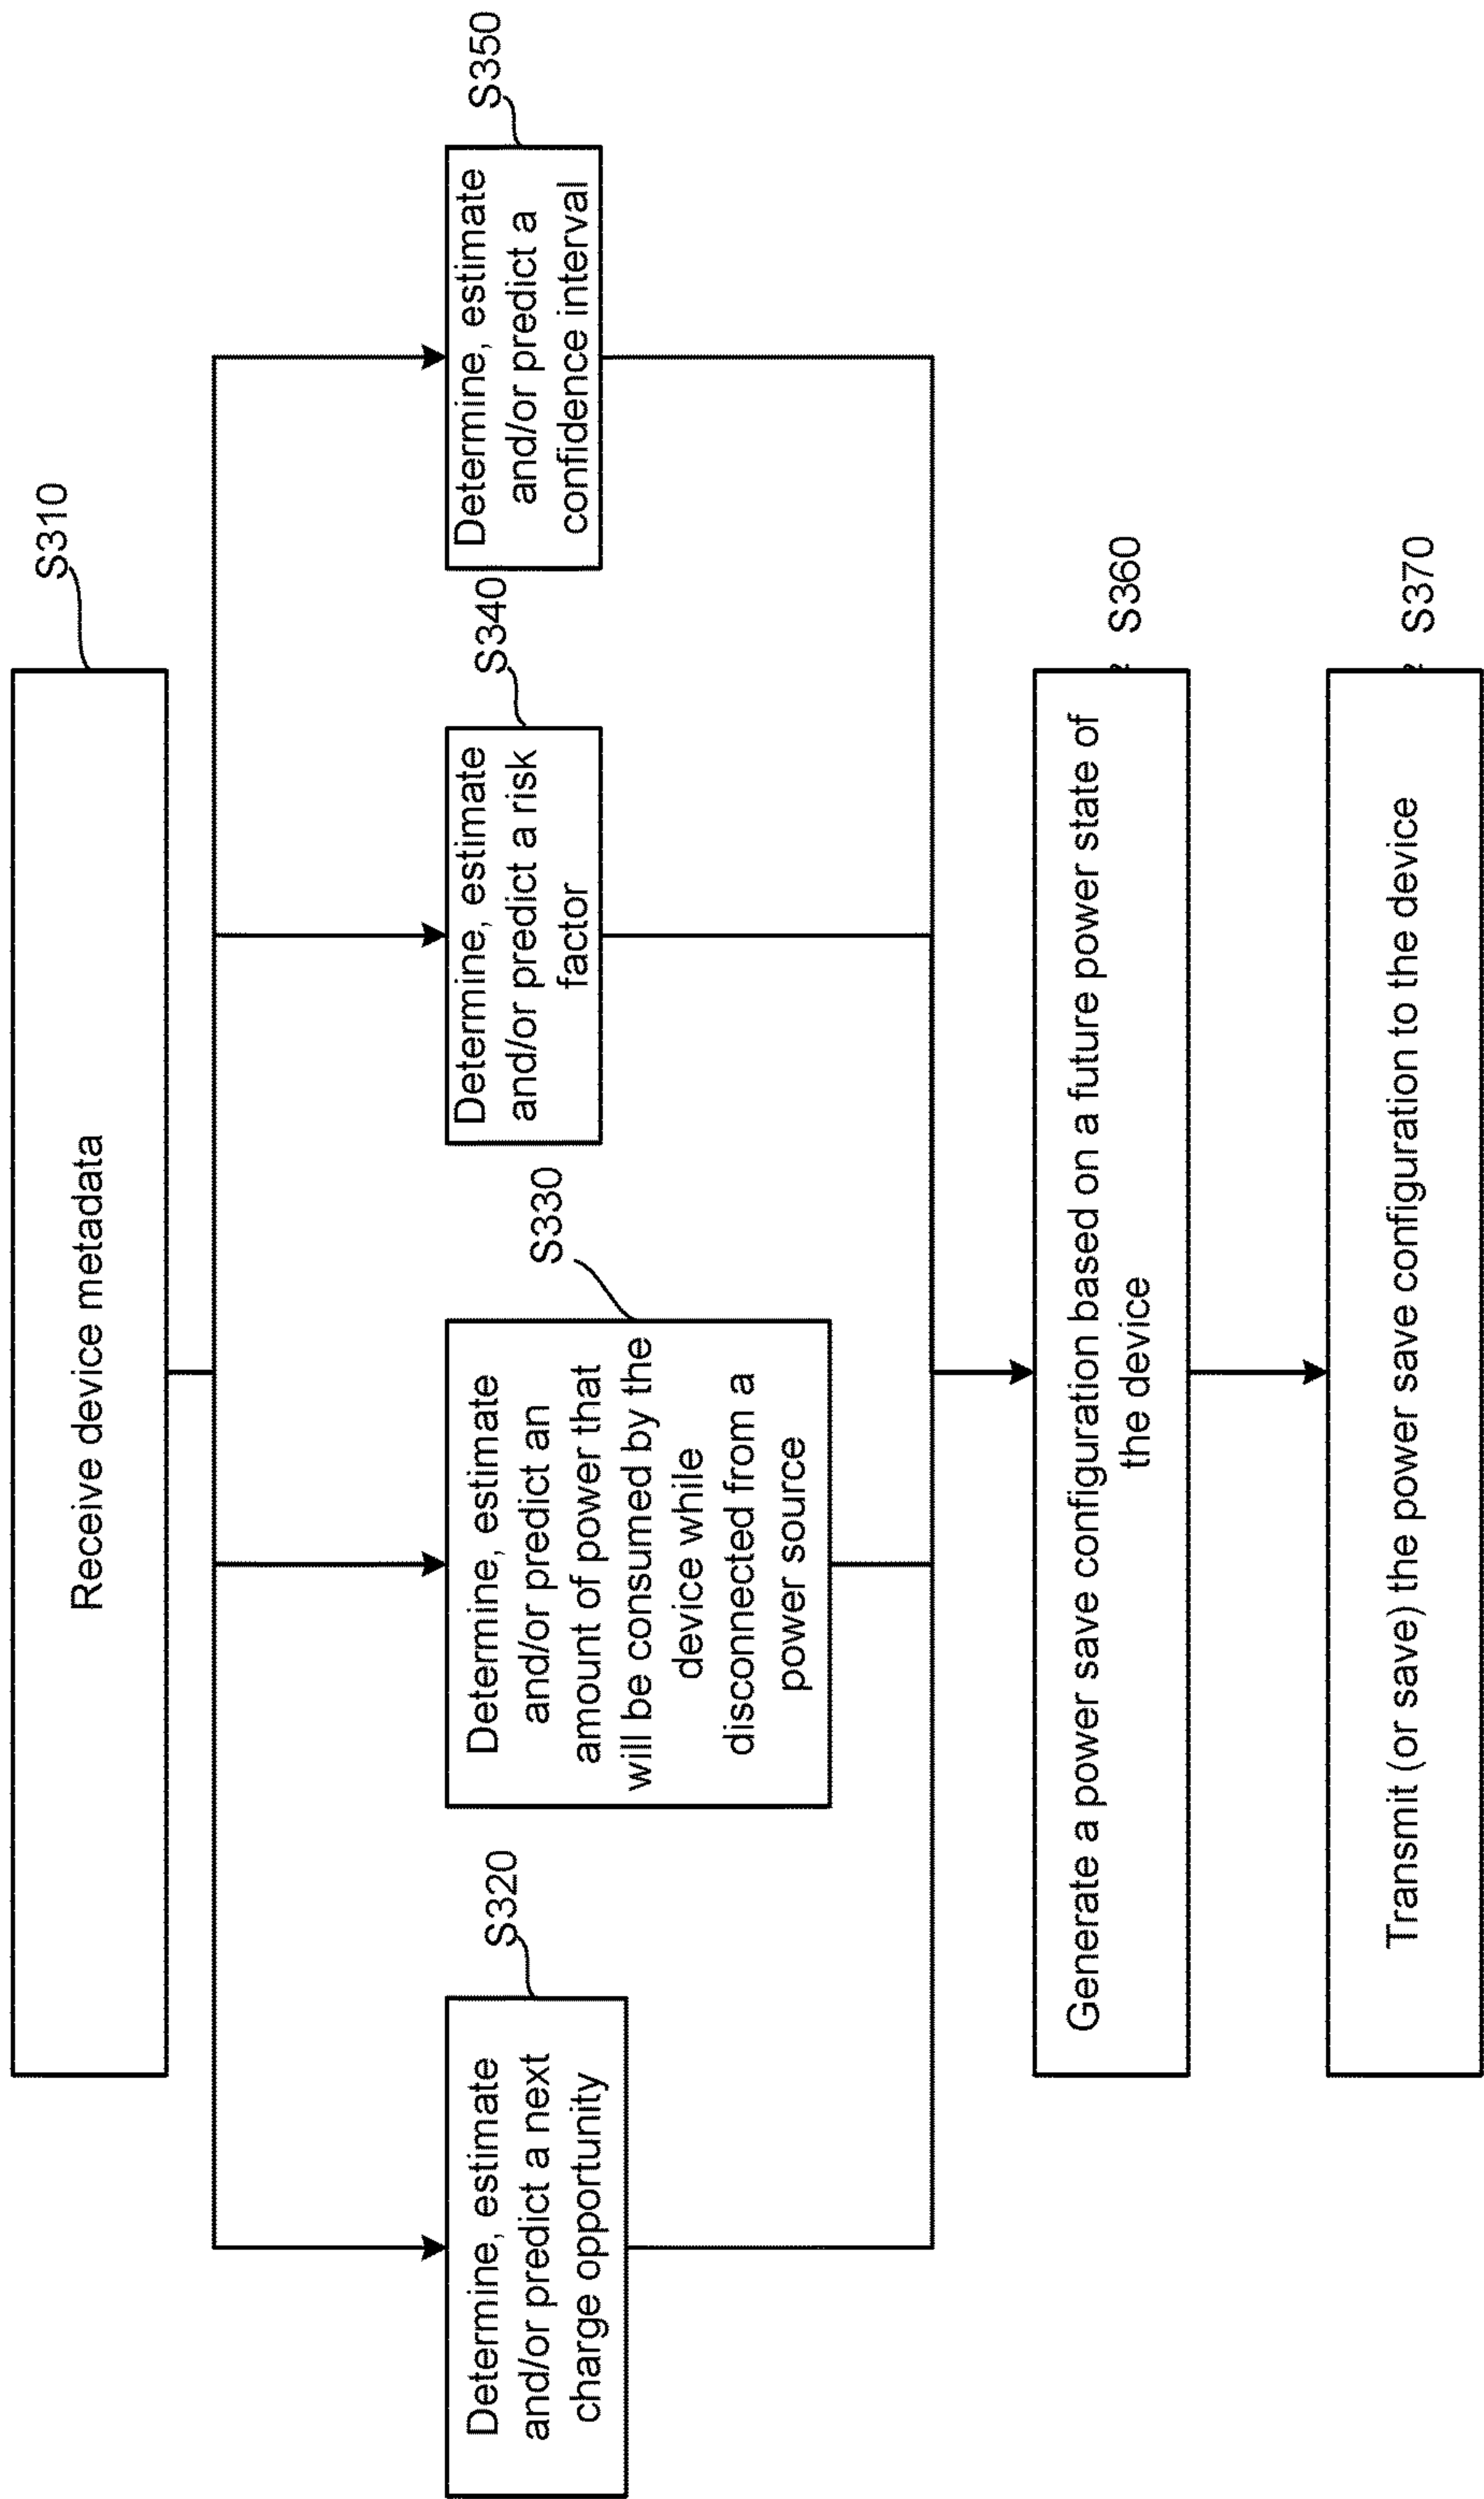 S310
Receive device metadata
S320
Determine, estimate
and/or predict a next
charge opportunity
S330
Determine, estimate
and/or predict an
amount of power that
will be consumed by the
device while
disconnected from a
power source
S340
Determine, estimate
and/or predict a risk
factor
S350
Determine, estimate
and/or predict a
confidence interval
S360
Generate a power save configuration based on a future power state of
the device
S370
Transmit (or save) the power save configuration to the device